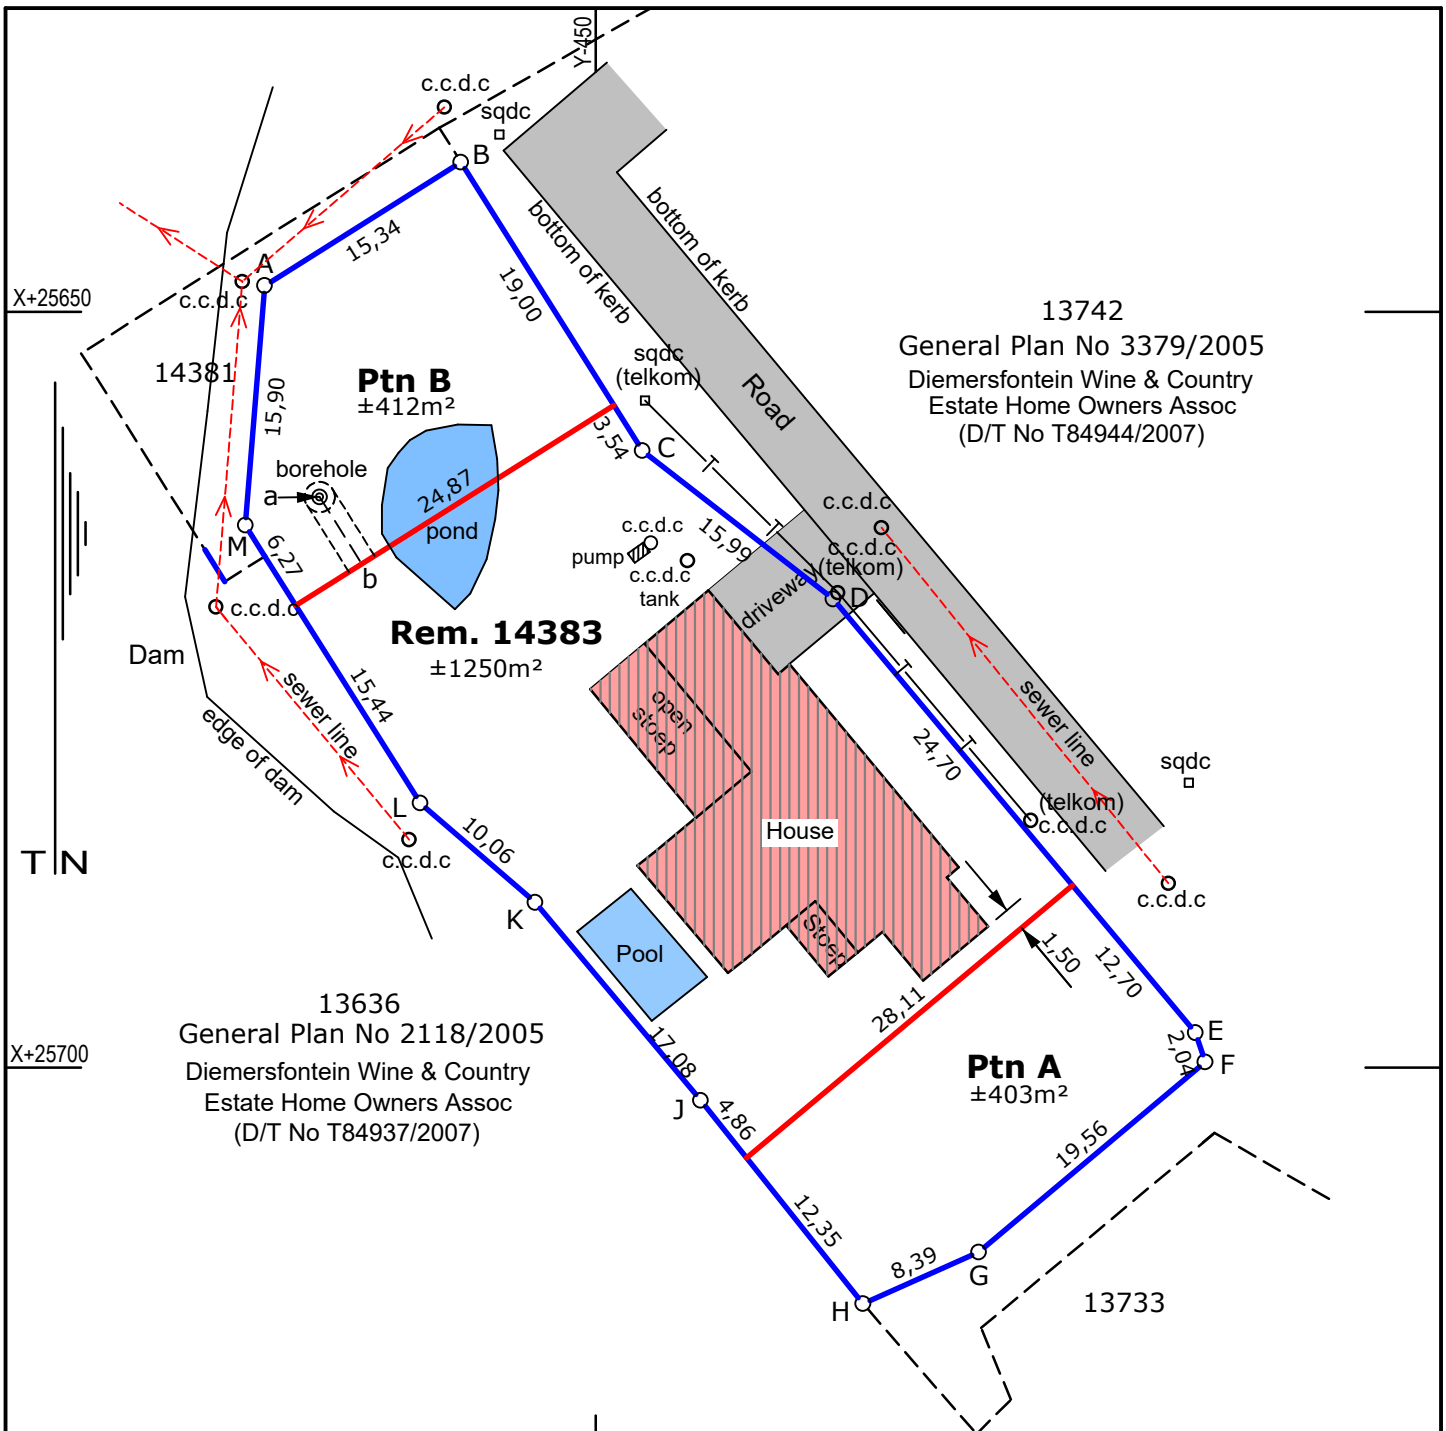 Y-450
c.c.d.c
sqdc
B
15,34
bottom of kerb
bottom of kerb
A
c.c.d.c
19,00
X+25650
13742
General Plan No 3379/2005
Diemersfontein Wine & Country
Estate Home Owners Assoc
(D/T No T84944/2007)
14381
Ptn B
±412m²
sqdc
(telkom)
Road
15,90
3,54
C
borehole
a
24,87
pond
c.c.d.c
M
6,27
b
c.c.d.c
pump
c.c.d.c
tank
15,99
c.c.d.c
(telkom)
driveway
D
c.c.d.c
Rem. 14383
±1250m²
Dam
15,44
sewer line
edge of dam
open
stoep
24,70
sewer line
sqdc
(telkom)
c.c.d.c
L
10,06
House
c.c.d.c
T N
c.c.d.c
K
Stoep
Pool
1,50
12,70
13636
General Plan No 2118/2005
Diemersfontein Wine & Country
Estate Home Owners Assoc
(D/T No T84937/2007)
28,11
E
2,04
F
X+25700
17,08
Ptn A
±403m²
J
4,86
19,56
12,35
8,39
G
H
13733